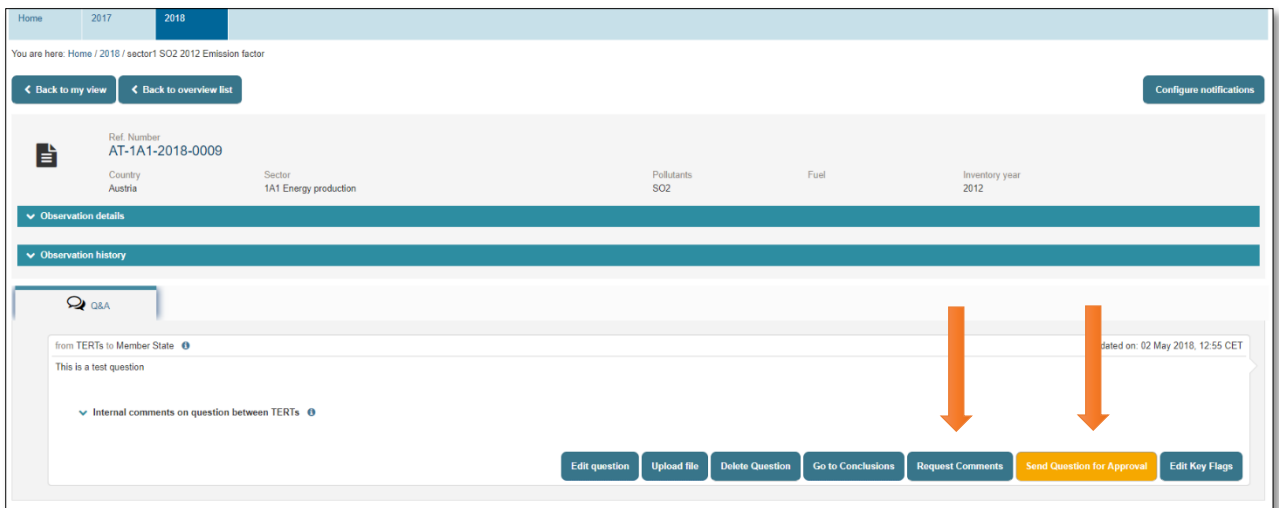 Home 2017 2018
You are here: Home / 2018 / sector1 SO2 2012 Emission factor
Back to my view Back to overview list Configure notifications
Ref. Number
AT-1A1-2018-0009
Country Sector Pollutants Fuel Inventory year
Austria 1A1 Energy production SO2 2012
Observation details
Observation history
Q&A
from TERTs to Member State dated on: 02 May 2018, 12:55 CET
This is a test question
Internal comments on question between TERTs
Edit question Upload file Delete Question Go to Conclusions Request Comments Send Question for Approval Edit Key Flags